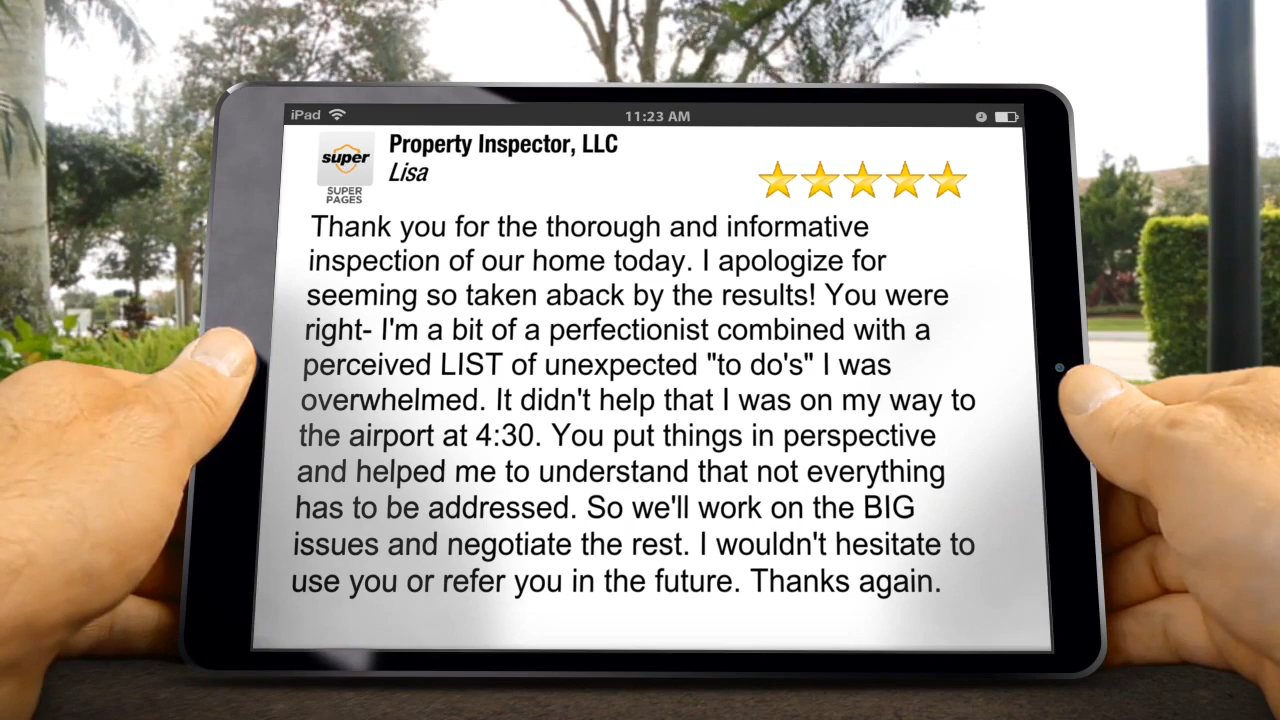 iPad 11:23 AM
super
SUPER
PAGES
Property Inspector, LLC
Lisa
Thank you for the thorough and informative
inspection of our home today. I apologize for
seeming so taken aback by the results! You were
right- I'm a bit of a perfectionist combined with a
perceived LIST of unexpected "to do's" I was
overwhelmed. It didn't help that I was on my way to
the airport at 4:30. You put things in perspective
and helped me to understand that not everything
has to be addressed. So we'll work on the BIG
issues and negotiate the rest. I wouldn't hesitate to
use you or refer you in the future. Thanks again.